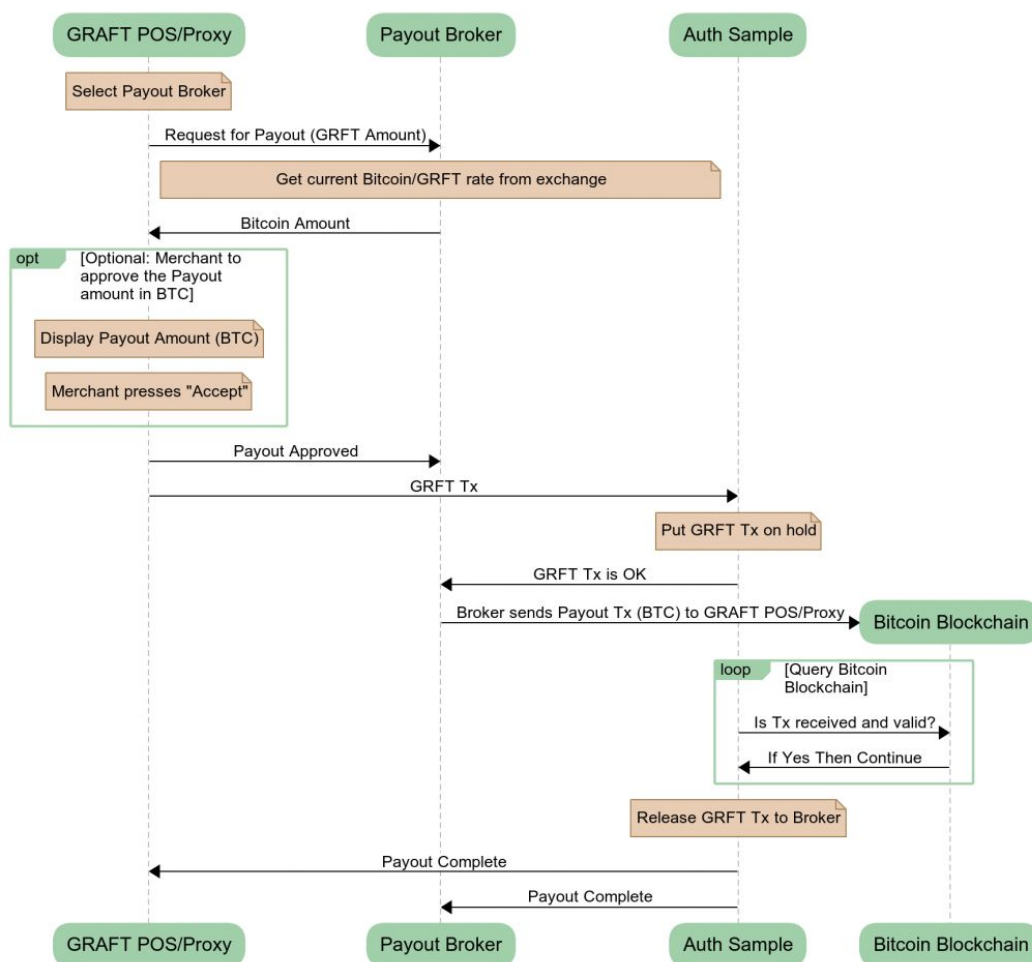 GRAFT POS/Proxy
Payout Broker
Auth Sample
Select Payout Broker
Request for Payout (GRFT Amount)
Get current Bitcoin/GRFT rate from exchange
Bitcoin Amount
opt
[Optional: Merchant to
approve the Payout
amount in BTC]
Display Payout Amount (BTC)
Merchant presses "Accept"
Payout Approved
GRFT Tx
Put GRFT Tx on hold
GRFT Tx is OK
Broker sends Payout Tx (BTC) to GRAFT POS/Proxy
Bitcoin Blockchain
loop
[Query Bitcoin
Blockchain]
Is Tx received and valid?
If Yes Then Continue
Release GRFT Tx to Broker
Payout Complete
Payout Complete
GRAFT POS/Proxy
Payout Broker
Auth Sample
Bitcoin Blockchain